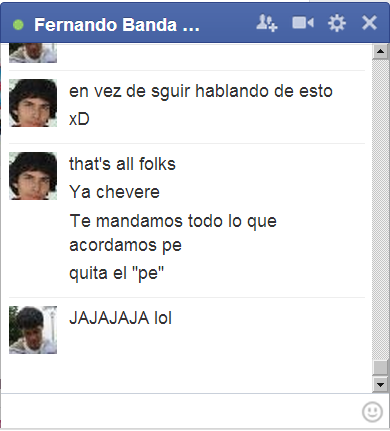 Fernando Banda ...
en vez de sguir hablando de esto
xD
that's all folks
Ya chevere
Te mandamos todo lo que
acordamos pe
quita el "pe"
JAJAJAJA lol